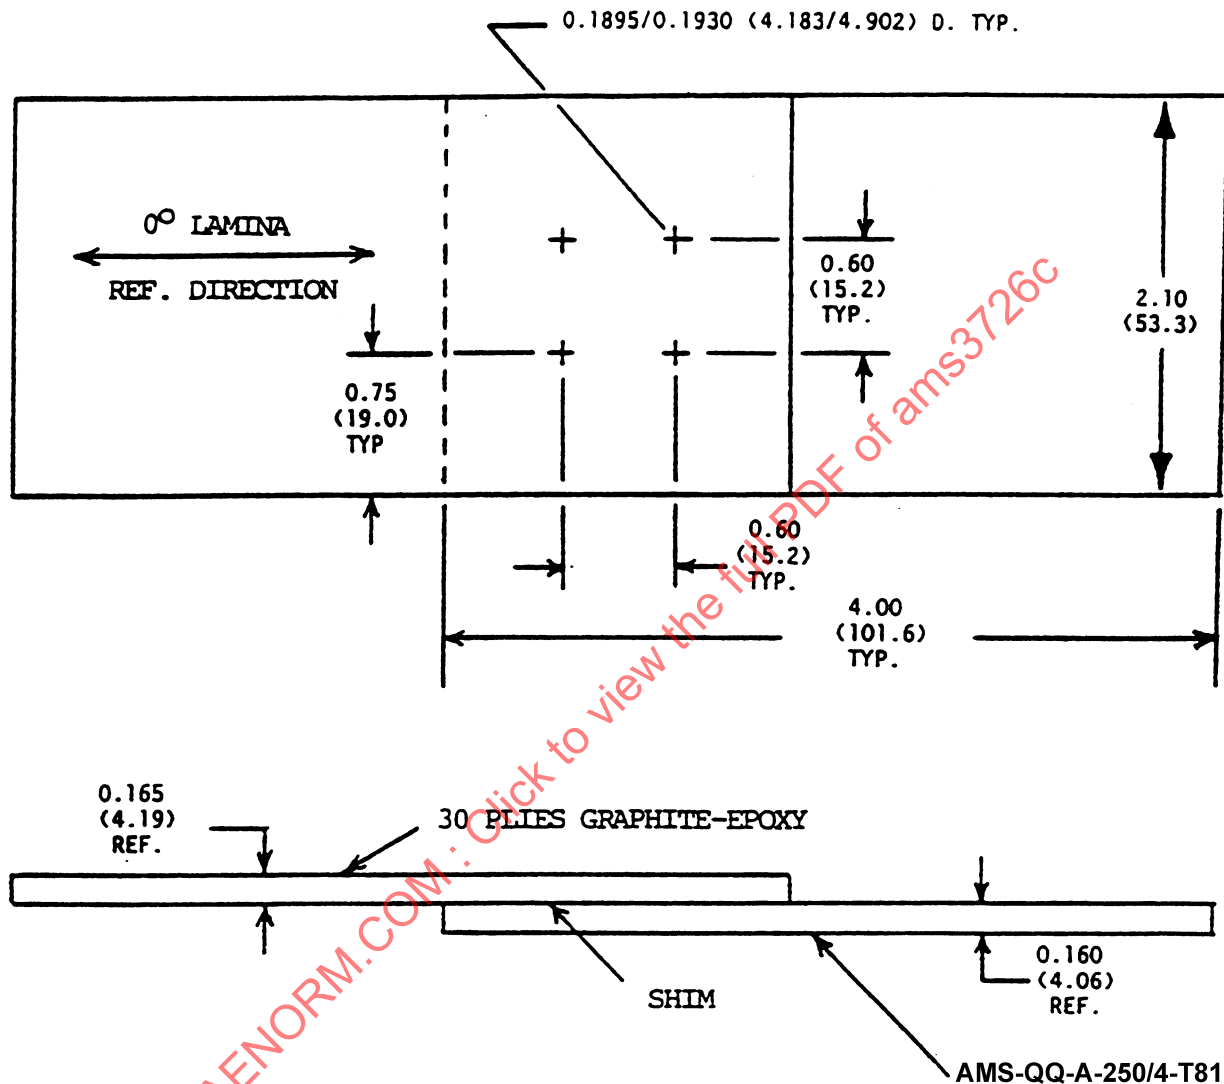 0.1895/0.1930 (4.183/4.902) D. TYP.
0° LAMINA
REF. DIRECTION
0.60
(15.2)
TYP.
2.10
(53.3)
0.75
(19.0)
TYP
0.60
(15.2)
TYP.
4.00
(101.6)
TYP.
0.165
(4.19)
REF.
30 PLIES GRAPHITE-EPOXY
SHIM
0.160
(4.06)
REF.
AMS-QQ-A-250/4-T81
AENORM.COM : Click to view the full PDF of ams3726c